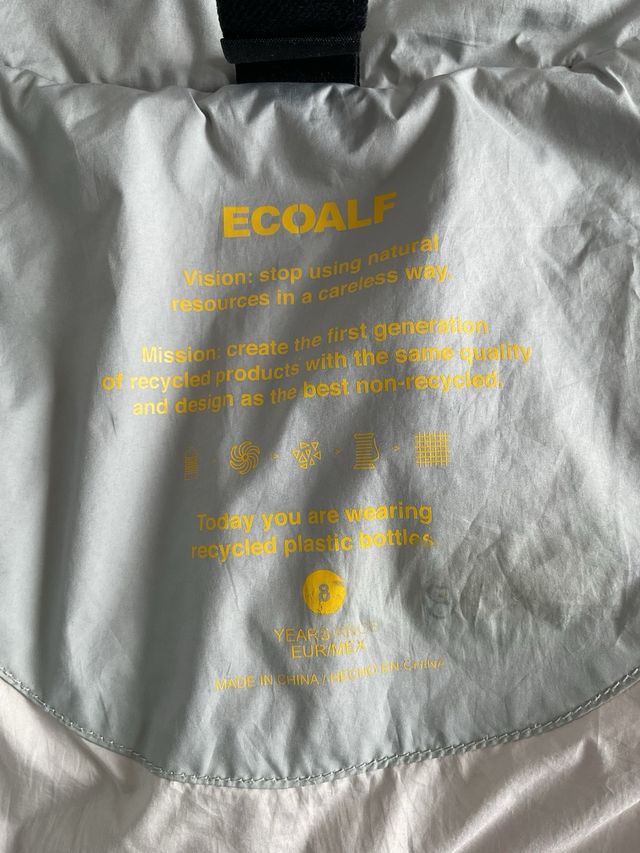 ECOALF
Vision: stop using natural
resources in a careless way.
Mission: create the first generation
of recycled products with the same quality
and design as the best non-recycled.
Today you are wearing
recycled plastic bottles.
8
YEARS
EUR/MEX
MADE IN CHINA / HECHO EN CHINA